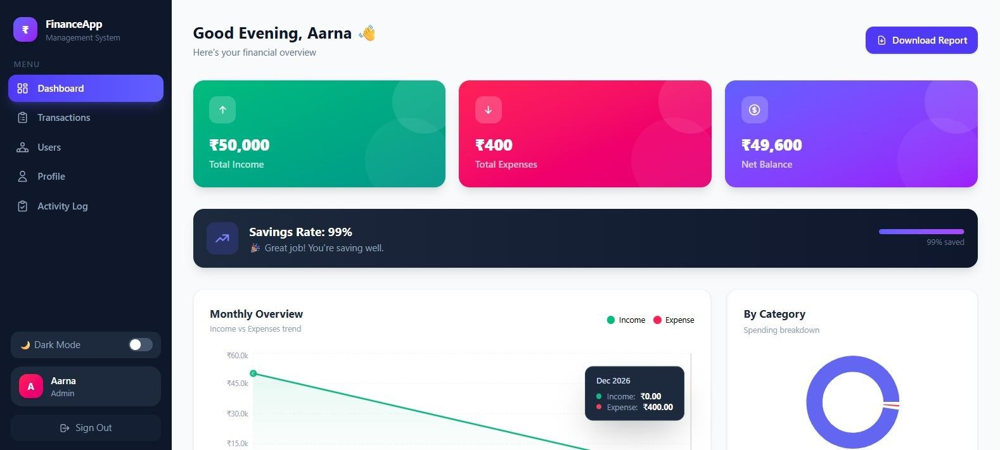 ₹
FinanceApp
Management System
MENU
Dashboard
Transactions
Users
Profile
Activity Log
🌙 Dark Mode
A
Aarna
Admin
Sign Out
Good Evening, Aarna 👋
Here's your financial overview
Download Report
₹50,000
Total Income
₹400
Total Expenses
$
₹49,600
Net Balance
Savings Rate: 99%
🎉 Great job! You're saving well.
99% saved
Monthly Overview
Income vs Expenses trend
Income
Expense
₹60.0k
₹45.0k
₹30.0k
₹15.0k
Dec 2026
Income: ₹0.00
Expense: ₹400.00
By Category
Spending breakdown